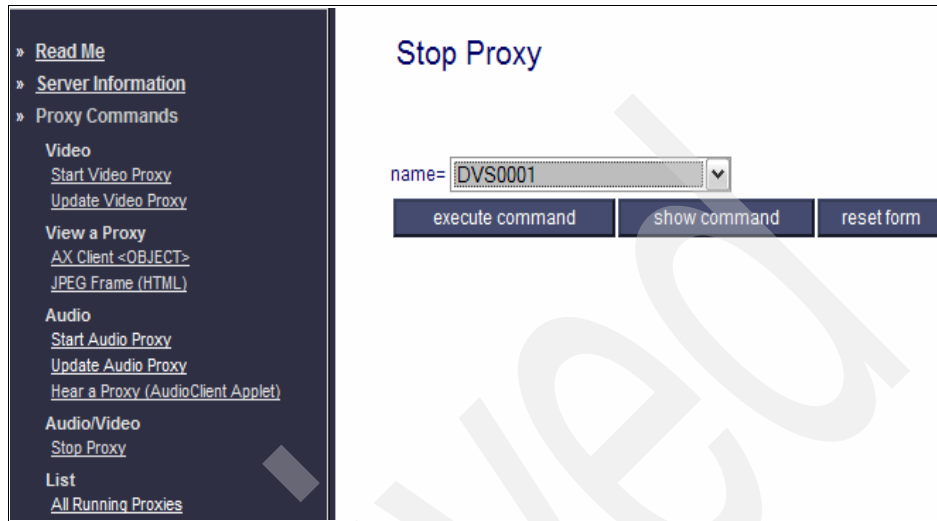 » Read Me
» Server Information
» Proxy Commands
Video
Start Video Proxy
Update Video Proxy
View a Proxy
AX Client <OBJECT>
JPEG Frame (HTML)
Audio
Start Audio Proxy
Update Audio Proxy
Hear a Proxy (AudioClient Applet)
Audio/Video
Stop Proxy
List
All Running Proxies
Stop Proxy
name= DVS0001
execute command show command reset form